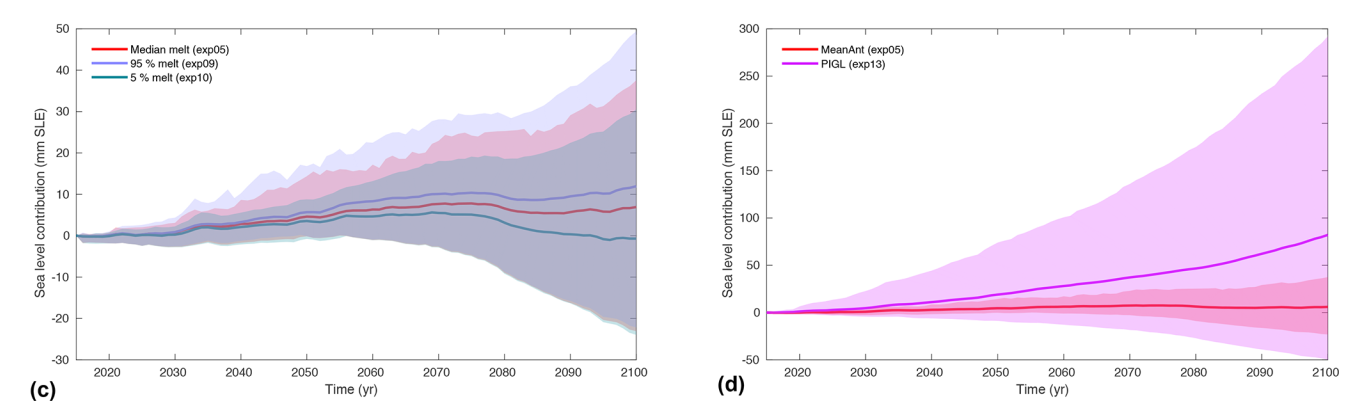 50
40
30
20
10
0
-10
-20
-30
Sea level contribution (mm SLE)
Median melt (exp05)
95 % melt (exp09)
5 % melt (exp10)
2020 2030 2040 2050 2060 2070 2080 2090 2100
Time (yr)
(c)
300
250
200
150
100
50
0
-50
Sea level contribution (mm SLE)
MeanAnt (exp05)
PIGL (exp13)
2020 2030 2040 2050 2060 2070 2080 2090 2100
Time (yr)
(d)